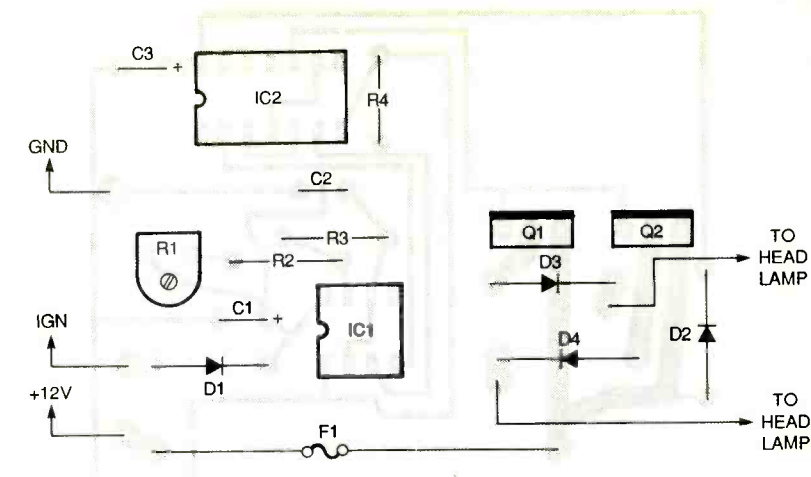 C3
+
IC2
R4
GND
C2
Q1
Q2
R1
R3
TO
HEAD
LAMP
R2
D3
C1
+
IGN
IC1
D4
D2
D1
+12V
TO
HEAD
LAMP
F1